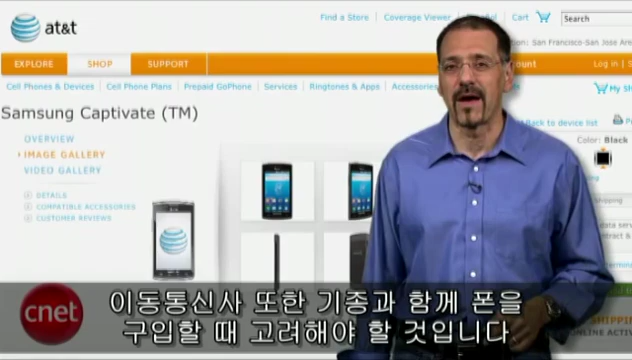 at&t
Find a Store
Coverage Viewer
Español
Cart
Search
EXPLORE
SHOP
SUPPORT
Log in
Cell Phones & Devices
Cell Phone Plans
Prepaid GoPhone
Services
Ringtones & Apps
Samsung Captivate (TM)
Back to device list
Color: Black
OVERVIEW
IMAGE GALLERY
VIDEO GALLERY
DETAILS
COMPATIBLE ACCESSORIES
CUSTOMER REVIEWS
at&t
cnet
이동통신사 또한 기종과 함께 폰을
구입할 때 고려해야 할 것입니다